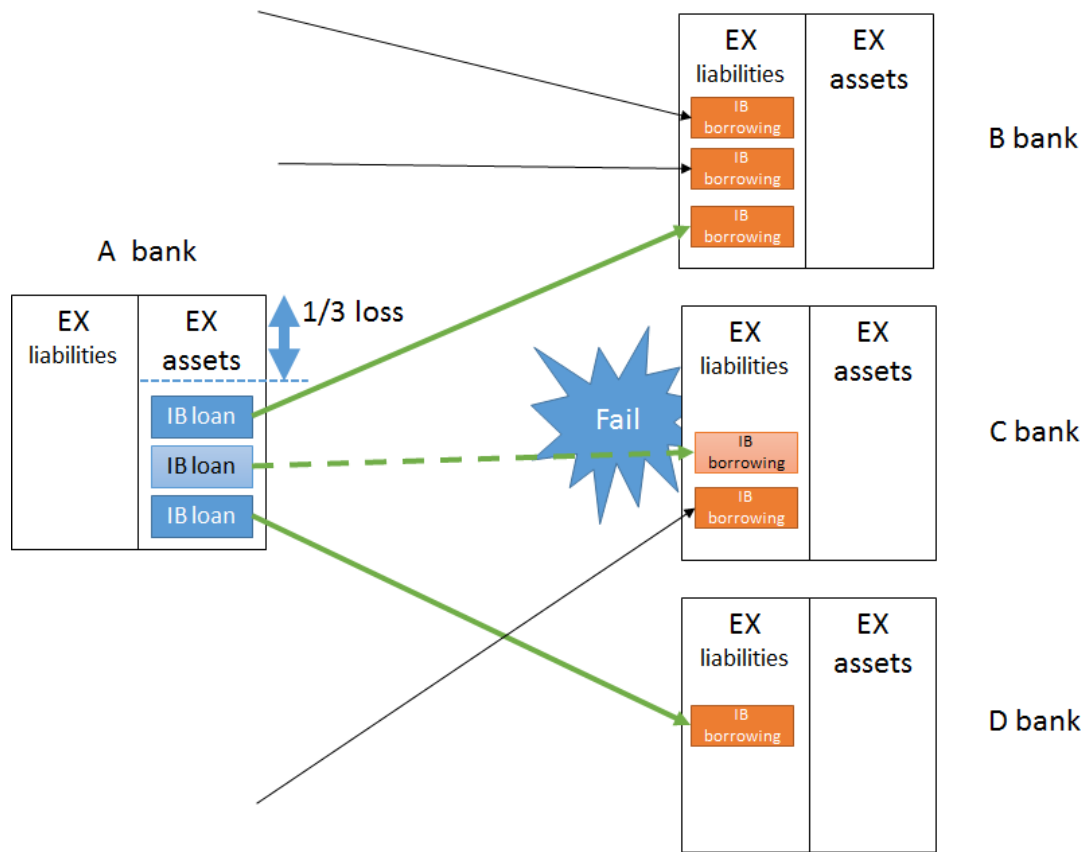 EX
liabilities
EX
assets
IB
borrowing
IB
borrowing
IB
borrowing
B bank
A bank
EX
liabilities
EX
assets
1/3 loss
IB loan
IB loan
IB loan
Fail
EX
liabilities
EX
assets
IB
borrowing
IB
borrowing
C bank
EX
liabilities
EX
assets
IB
borrowing
D bank